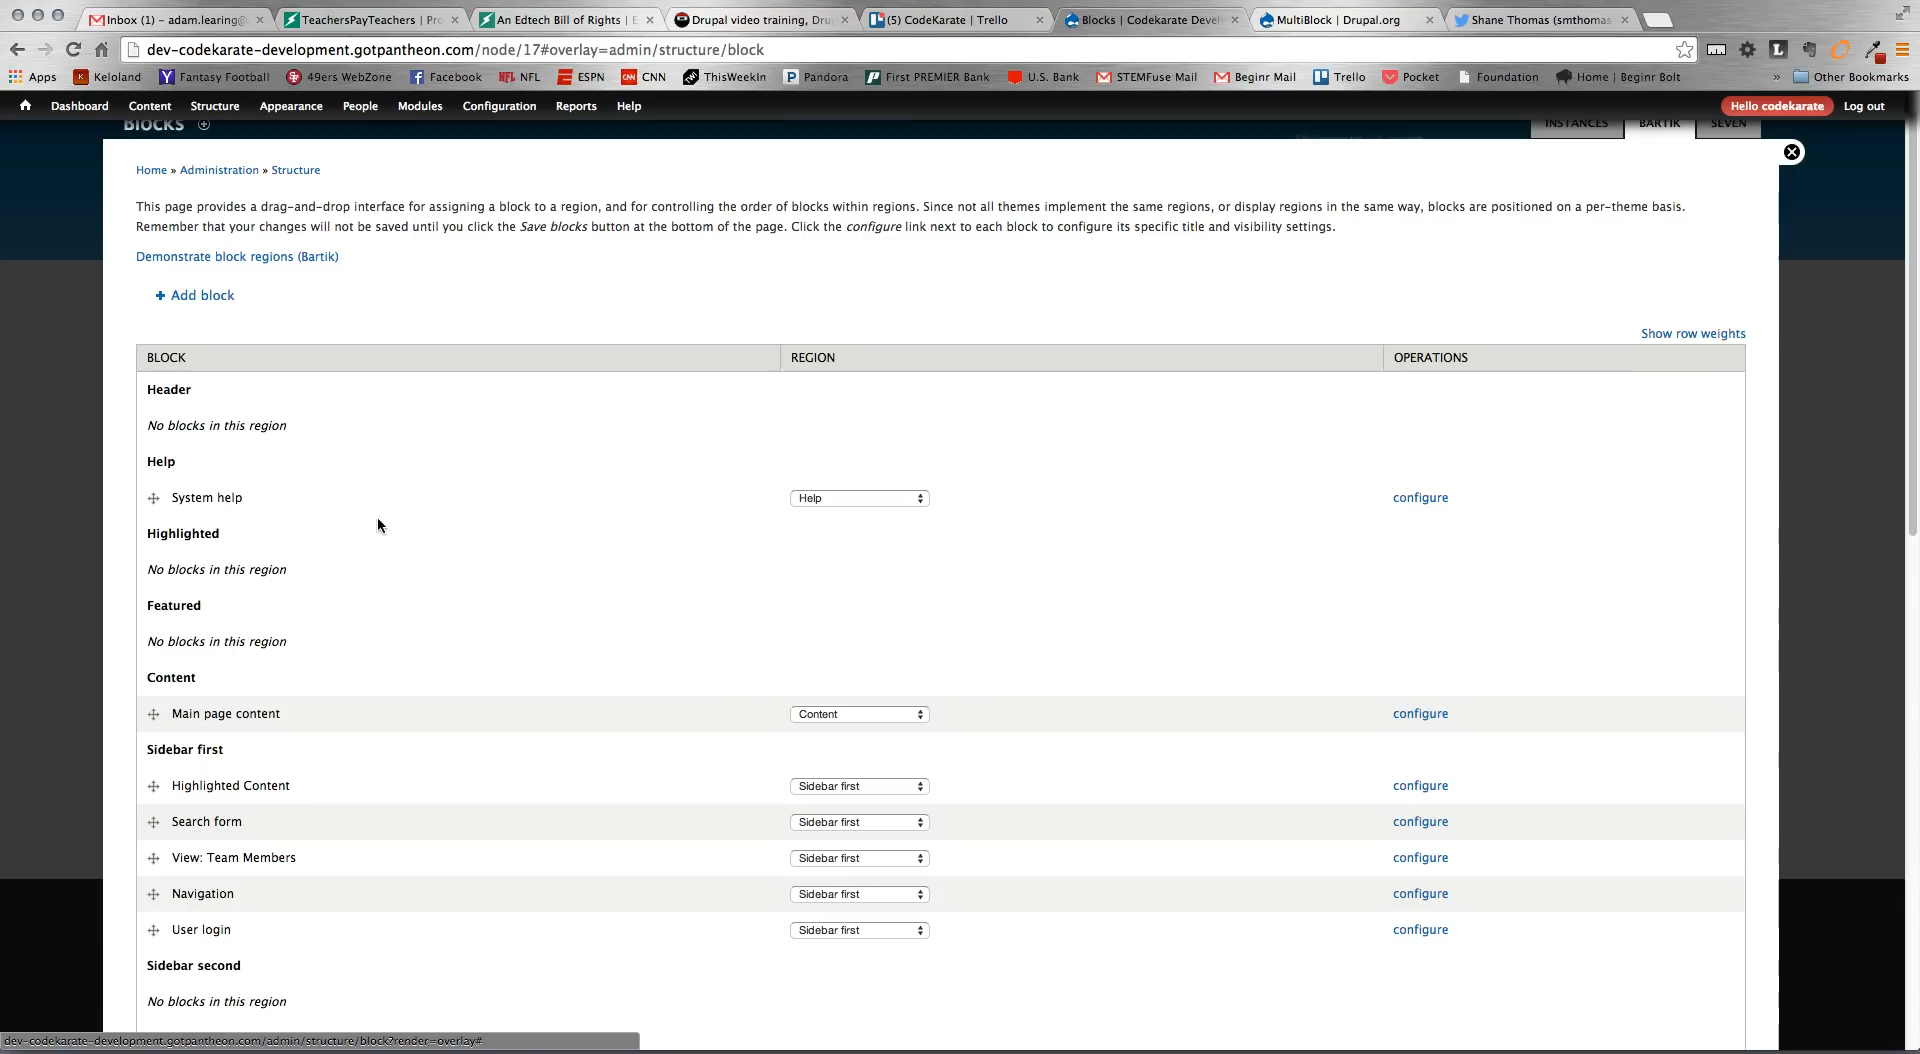 Inbox (1) – adam.learing@
TeachersPayTeachers | Pro
An Edtech Bill of Rights | E
Drupal video training, Dru
(5) CodeKarate | Trello
Blocks | Codekarate Devel
MultiBlock | Drupal.org
Shane Thomas (smthomas
dev-codekarate-development.gotpantheon.com/node/17#overlay=admin/structure/block
Apps
Keloland
Fantasy Football
49ers WebZone
Facebook
NFL
ESPN
CNN
ThisWeekIn
Pandora
First PREMIER Bank
U.S. Bank
STEMFuse Mail
Beginr Mail
Trello
Pocket
Foundation
Home | Beginr Bolt
»
Other Bookmarks
Dashboard
Content
Structure
Appearance
People
Modules
Configuration
Reports
Help
Hello codekarate
Log out
BLOCKS
INSTANCES
BARTIK
SEVEN
Home » Administration » Structure
This page provides a drag-and-drop interface for assigning a block to a region, and for controlling the order of blocks within regions. Since not all themes implement the same regions, or display regions in the same way, blocks are positioned on a per-theme basis.
Remember that your changes will not be saved until you click the Save blocks button at the bottom of the page. Click the configure link next to each block to configure its specific title and visibility settings.
Demonstrate block regions (Bartik)
+ Add block
Show row weights
BLOCK REGION OPERATIONS
Header
No blocks in this region
Help
System help Help configure
Highlighted
No blocks in this region
Featured
No blocks in this region
Content
Main page content Content configure
Sidebar first
Highlighted Content Sidebar first configure
Search form Sidebar first configure
View: Team Members Sidebar first configure
Navigation Sidebar first configure
User login Sidebar first configure
Sidebar second
No blocks in this region
dev-codekarate-development.gotpantheon.com/admin/structure/block?render=overlay#